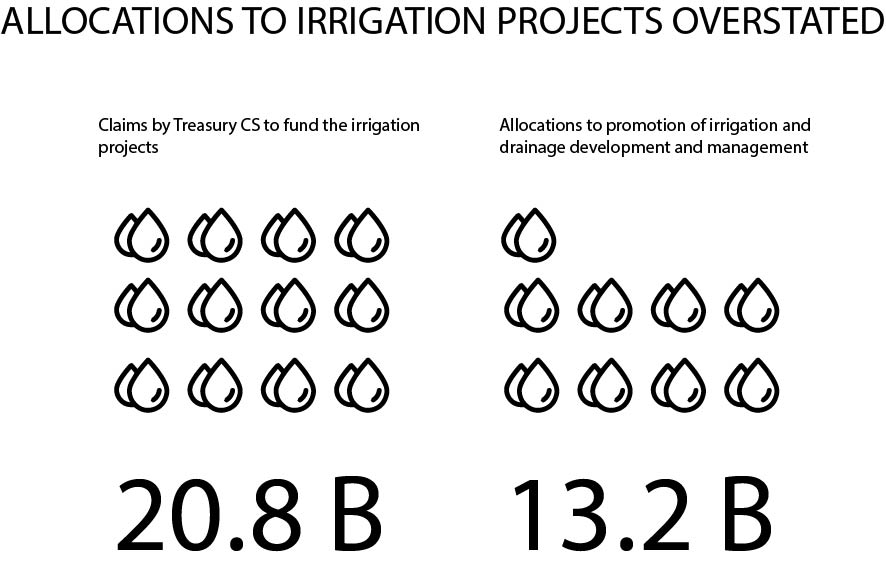 ALLOCATIONS TO IRRIGATION PROJECTS OVERSTATED
Claims by Treasury CS to fund the irrigation
projects
Allocations to promotion of irrigation and
drainage development and management
20.8 B
13.2 B